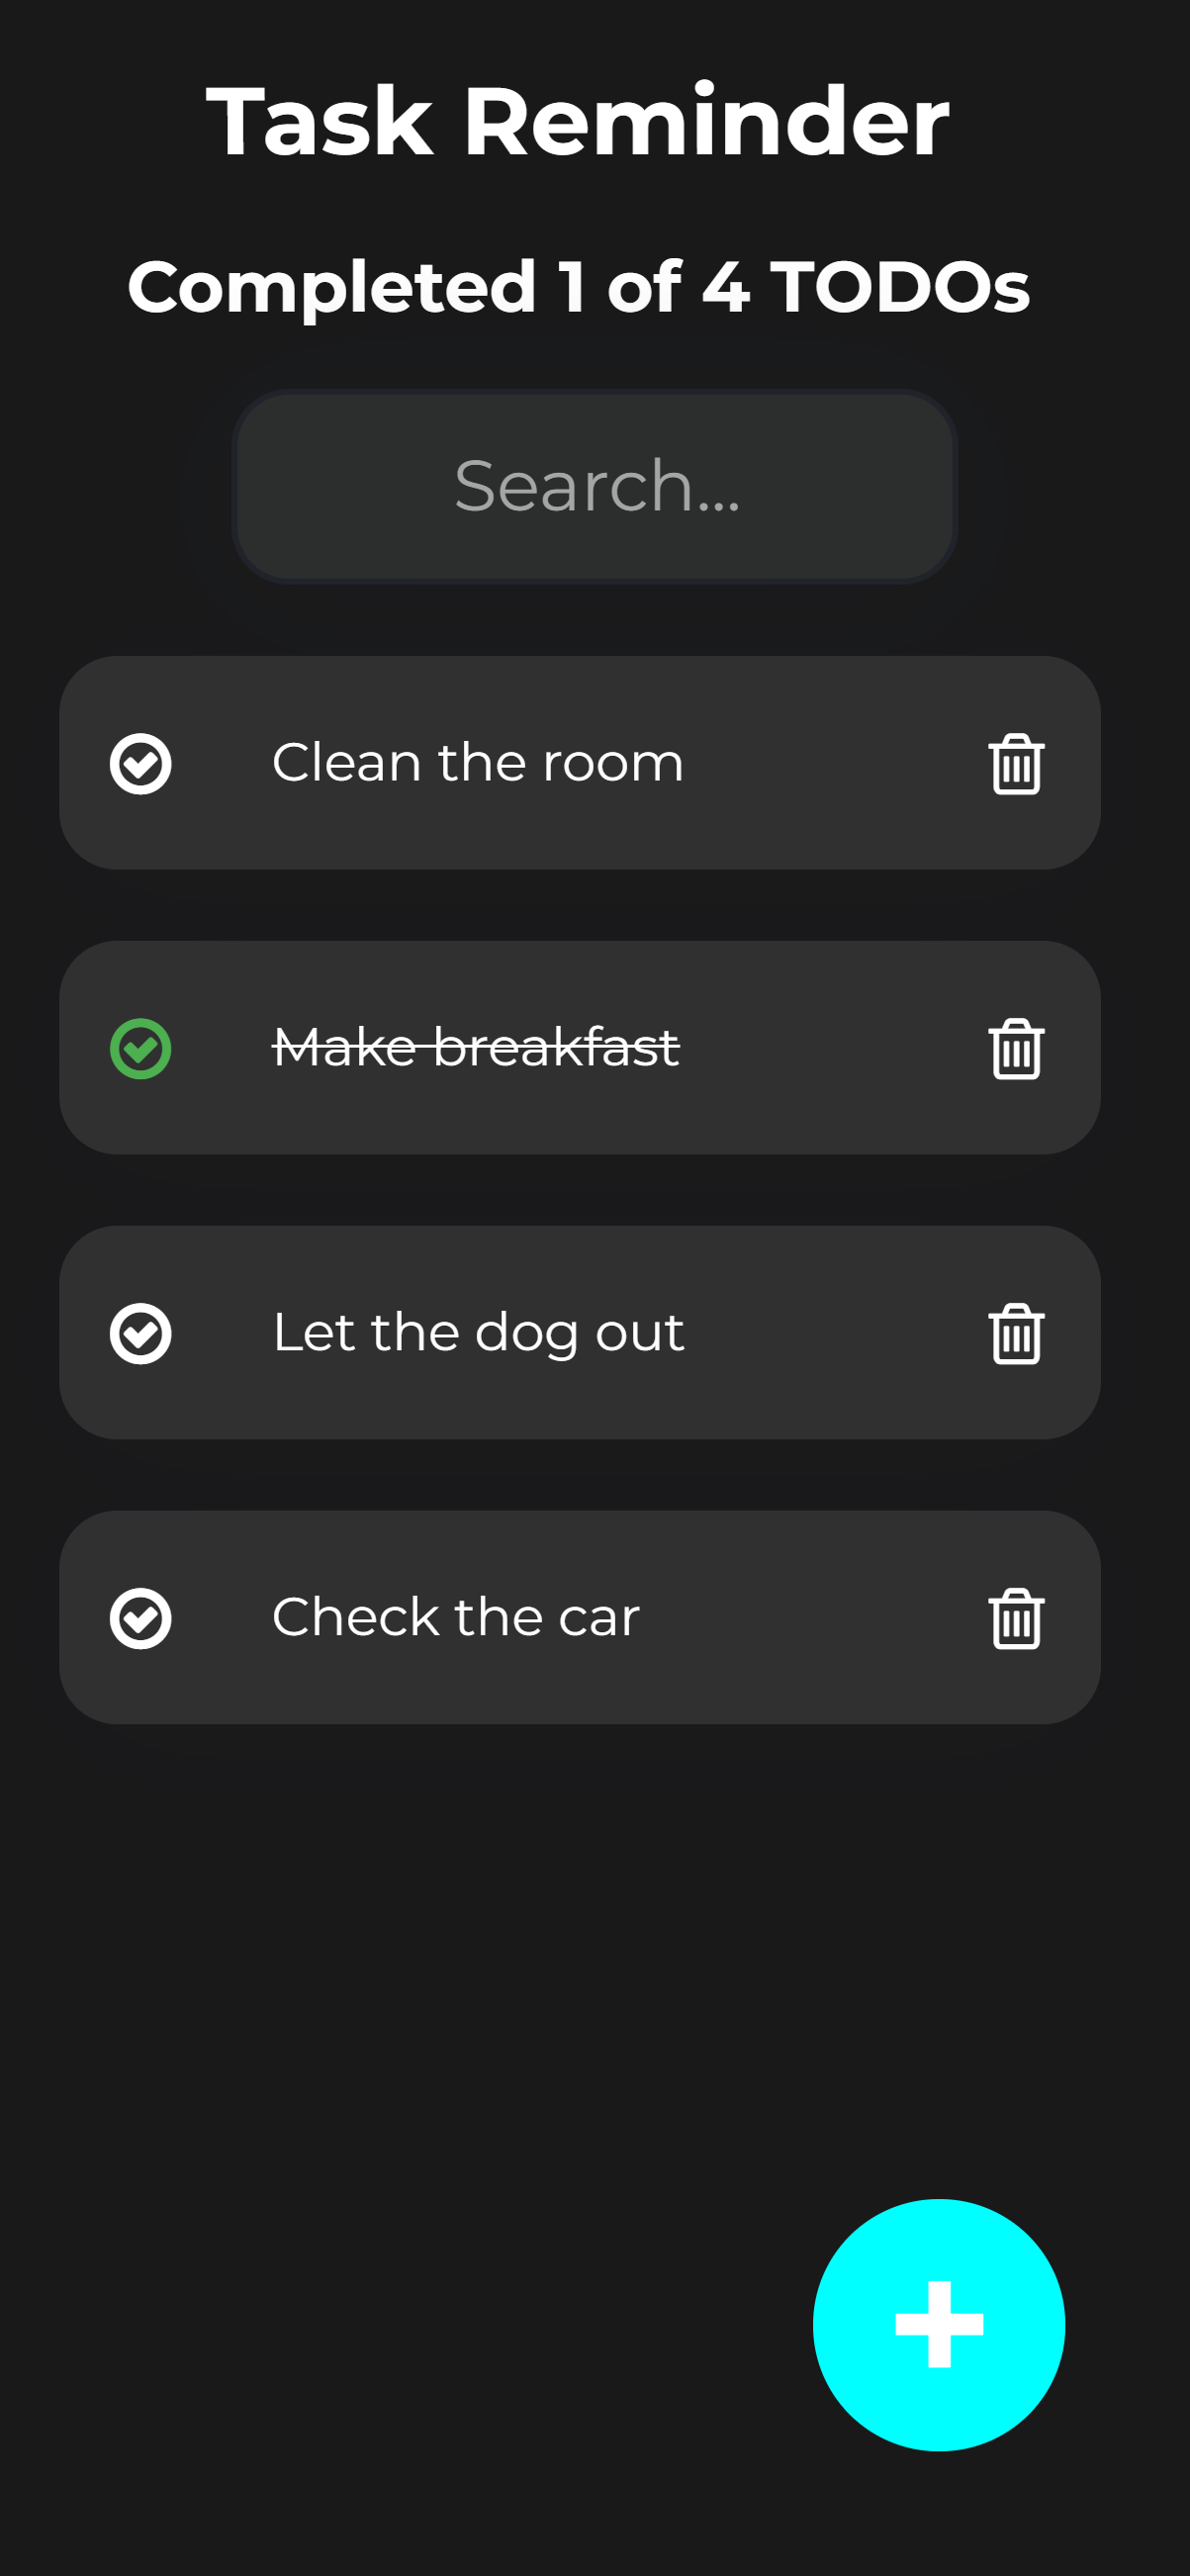 Task Reminder
Completed 1 of 4 TODOs
Search...
Clean the room
Make breakfast
Let the dog out
Check the car